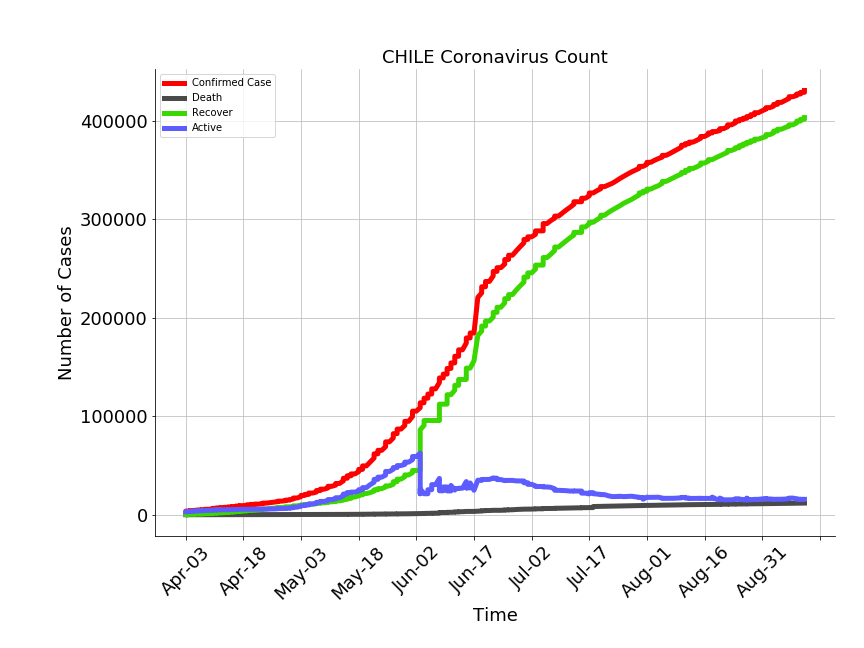 CHILE Coronavirus Count
Confirmed Case
Death
Recover
Active
400000
300000
200000
100000
0
Number of Cases
Apr-03
Apr-18
May-03
May-18
Jun-02
Jun-17
Jul-02
Jul-17
Aug-01
Aug-16
Aug-31
Time